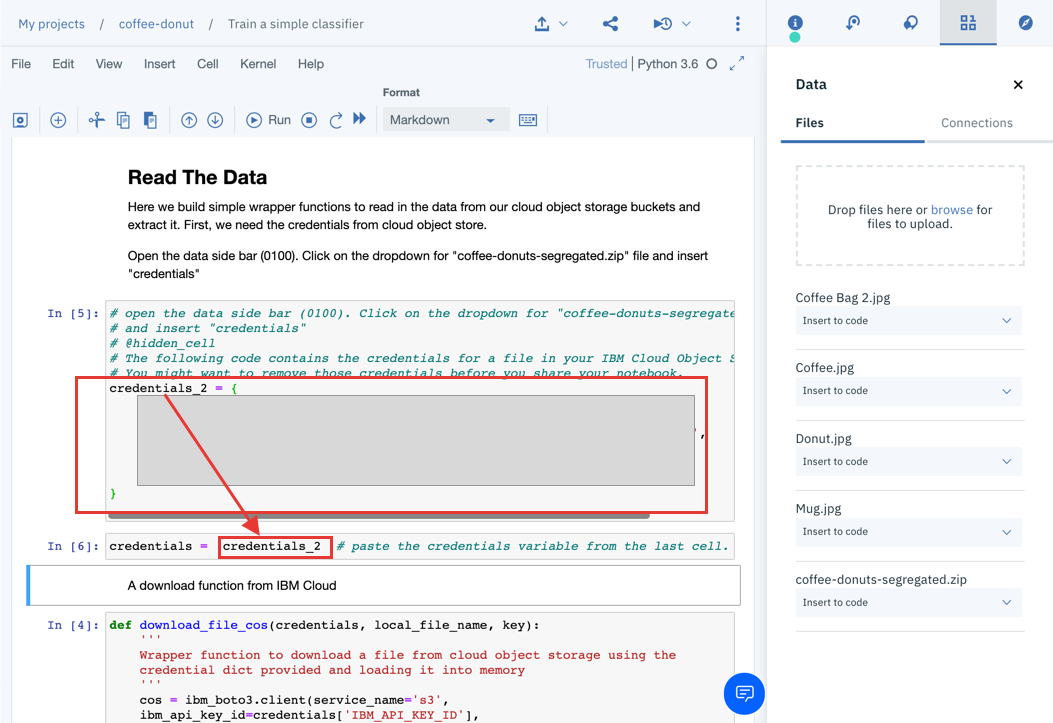 My projects / coffee-donut / Train a simple classifier
File Edit View Insert Cell Kernel Help
Trusted | Python 3.6
Format
Run
Markdown
Read The Data
Here we build simple wrapper functions to read in the data from our cloud object storage buckets and
extract it. First, we need the credentials from cloud object store.
Open the data side bar (0100). Click on the dropdown for "coffee-donuts-segregated.zip" file and insert
"credentials"
In [5]:
# open the data side bar (0100). Click on the dropdown for "coffee-donuts-segregate
# and insert "credentials"
# @hidden_cell
# The following code contains the credentials for a file in your IBM Cloud Object S
# You might want to remove those credentials before you share your notebook.
credentials_2 = {
',
}
In [6]: credentials = credentials_2 # paste the credentials variable from the last cell.
A download function from IBM Cloud
In [4]: def download_file_cos(credentials, local_file_name, key):
'''
Wrapper function to download a file from cloud object storage using the
credential dict provided and loading it into memory
'''
cos = ibm_boto3.client(service_name='s3',
ibm_api_key_id=credentials['IBM_API_KEY_ID'],
Data
Files Connections
Drop files here or browse for
files to upload.
Coffee Bag 2.jpg
Insert to code
Coffee.jpg
Insert to code
Donut.jpg
Insert to code
Mug.jpg
Insert to code
coffee-donuts-segregated.zip
Insert to code